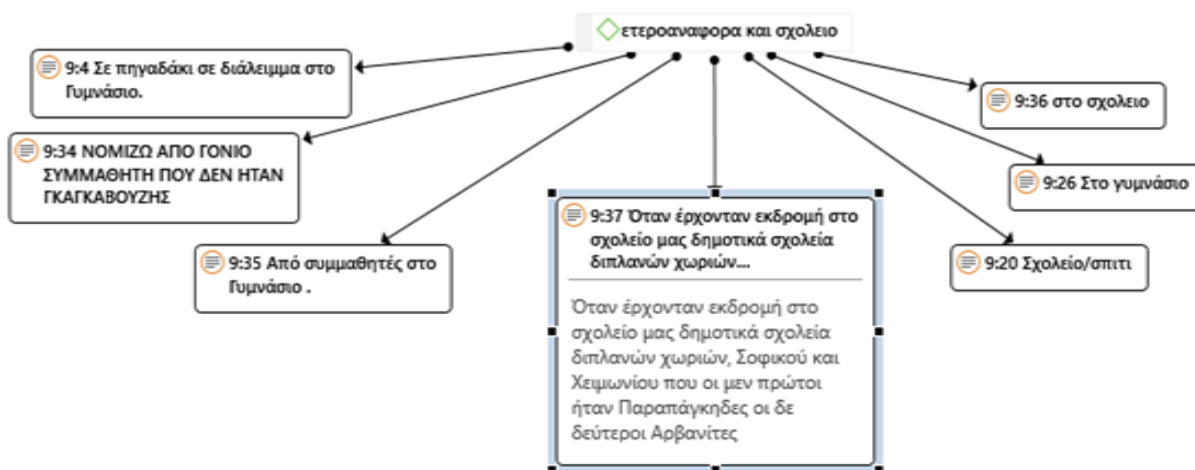 ετεροαναφορα και σχολειο
9:4 Σε πηγαδάκι σε διάλειμμα στο
Γυμνάσιο.
9:34 ΝΟΜΙΖΩ ΑΠΟ ΓΟΝΙΟ
ΣΥΜΜΑΘΗΤΗ ΠΟΥ ΔΕΝ ΗΤΑΝ
ΓΚΑΓΚΑΒΟΥΖΗΣ
9:35 Από συμμαθητές στο
Γυμνάσιο .
9:37 Όταν έρχονταν εκδρομή στο
σχολείο μας δημοτικά σχολεία
διπλανών χωριών...
Όταν έρχονταν εκδρομή στο
σχολείο μας δημοτικά σχολεία
διπλανών χωριών, Σοφικού και
Χειμωνίου που οι μεν πρώτοι
ήταν Παραπάγκηδες οι δε
δεύτεροι Αρβανίτες
9:36 στο σχολειο
9:26 Στο γυμνάσιο
9:20 Σχολείο/σπιτι